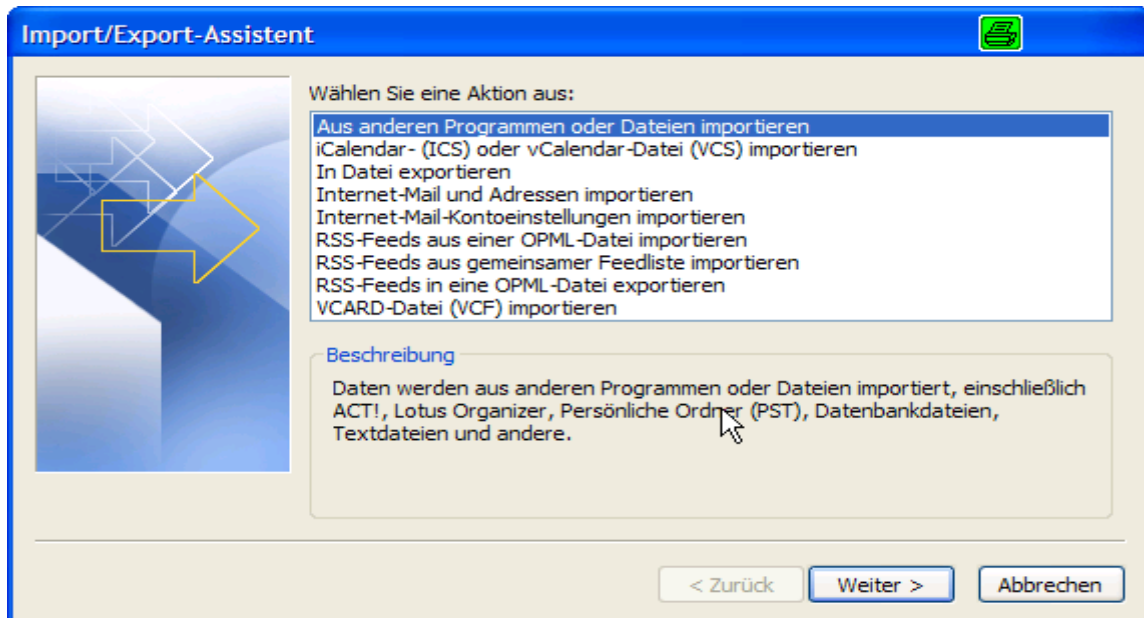 Import/Export-Assistent
Wählen Sie eine Aktion aus:
Aus anderen Programmen oder Dateien importieren
iCalendar- (ICS) oder vCalendar-Datei (VCS) importieren
In Datei exportieren
Internet-Mail und Adressen importieren
Internet-Mail-Kontoeinstellungen importieren
RSS-Feeds aus einer OPML-Datei importieren
RSS-Feeds aus gemeinsamer Feedliste importieren
RSS-Feeds in eine OPML-Datei exportieren
VCARD-Datei (VCF) importieren
Beschreibung
Daten werden aus anderen Programmen oder Dateien importiert, einschließlich
ACT!, Lotus Organizer, Persönliche Ordner (PST), Datenbankdateien,
Textdateien und andere.
< Zurück Weiter > Abbrechen